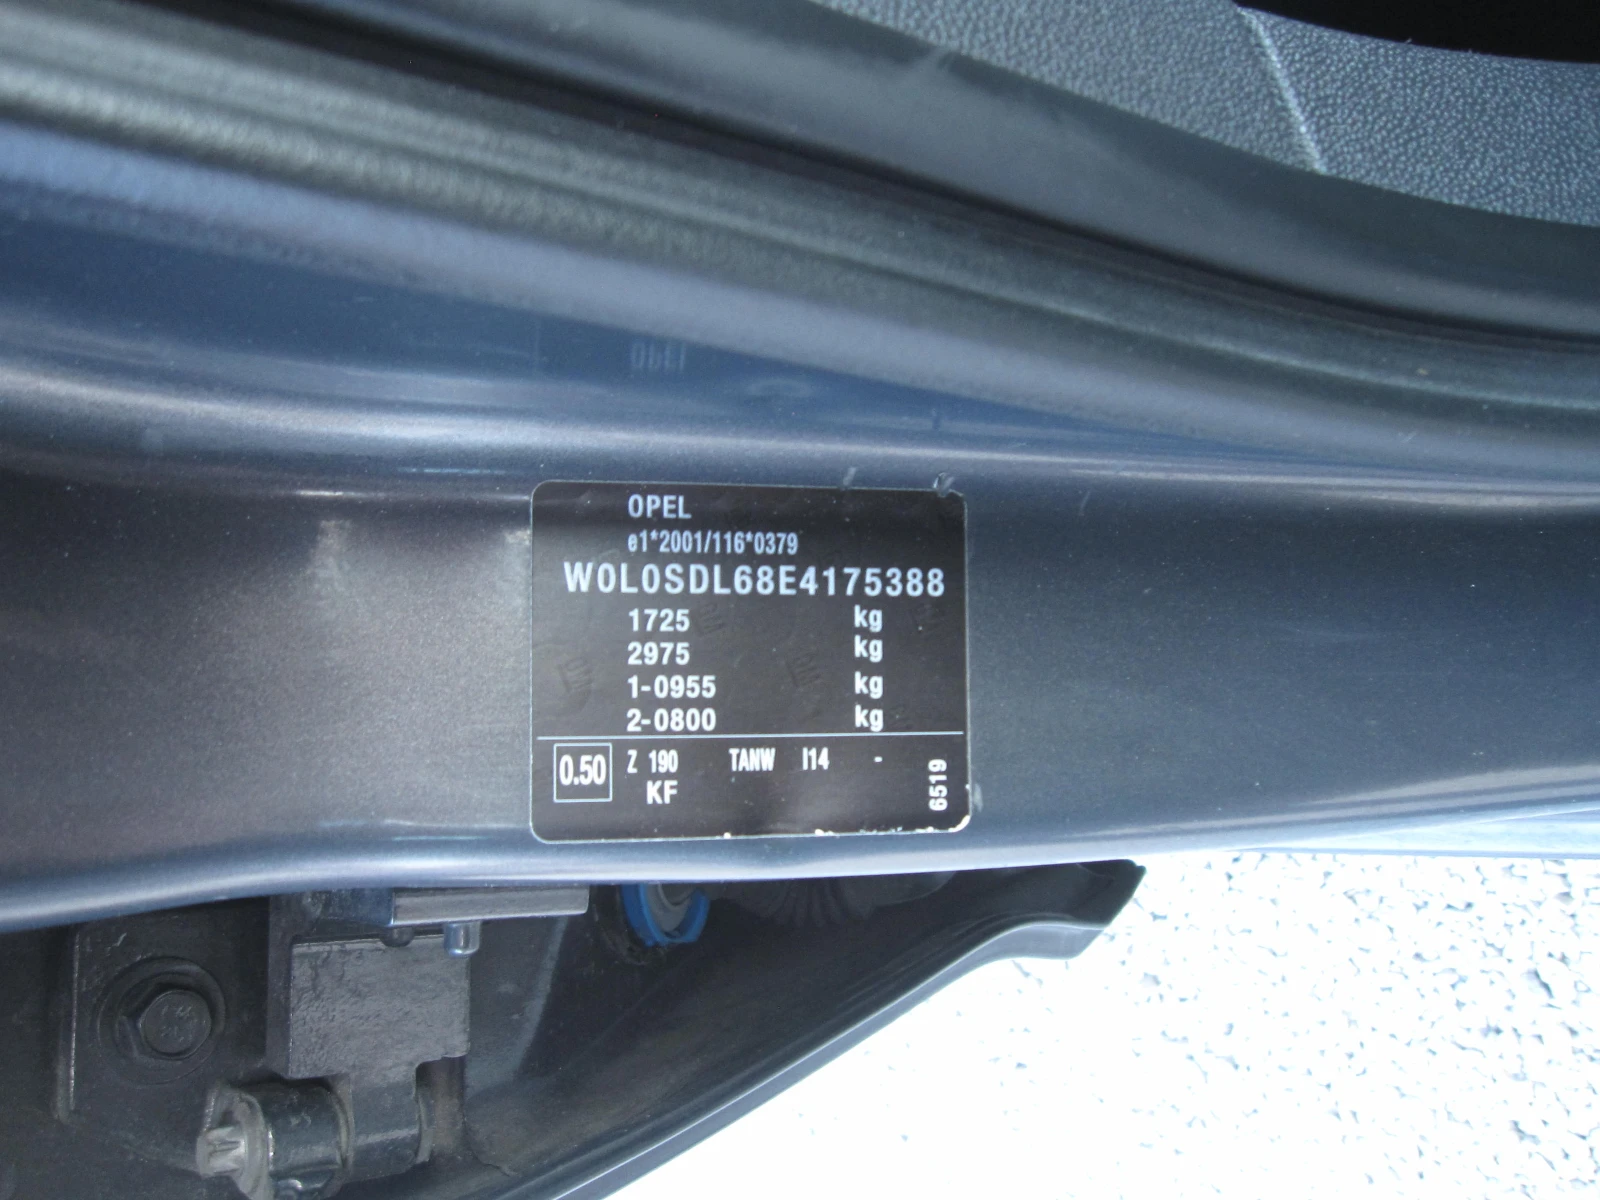 OPEL
e1*2001/116*0379
W0L0SDL68E4175388
1725 kg
2975 kg
1-0955 kg
2-0800 kg
0.50 Z 190 TANW I14 -
KF
6519